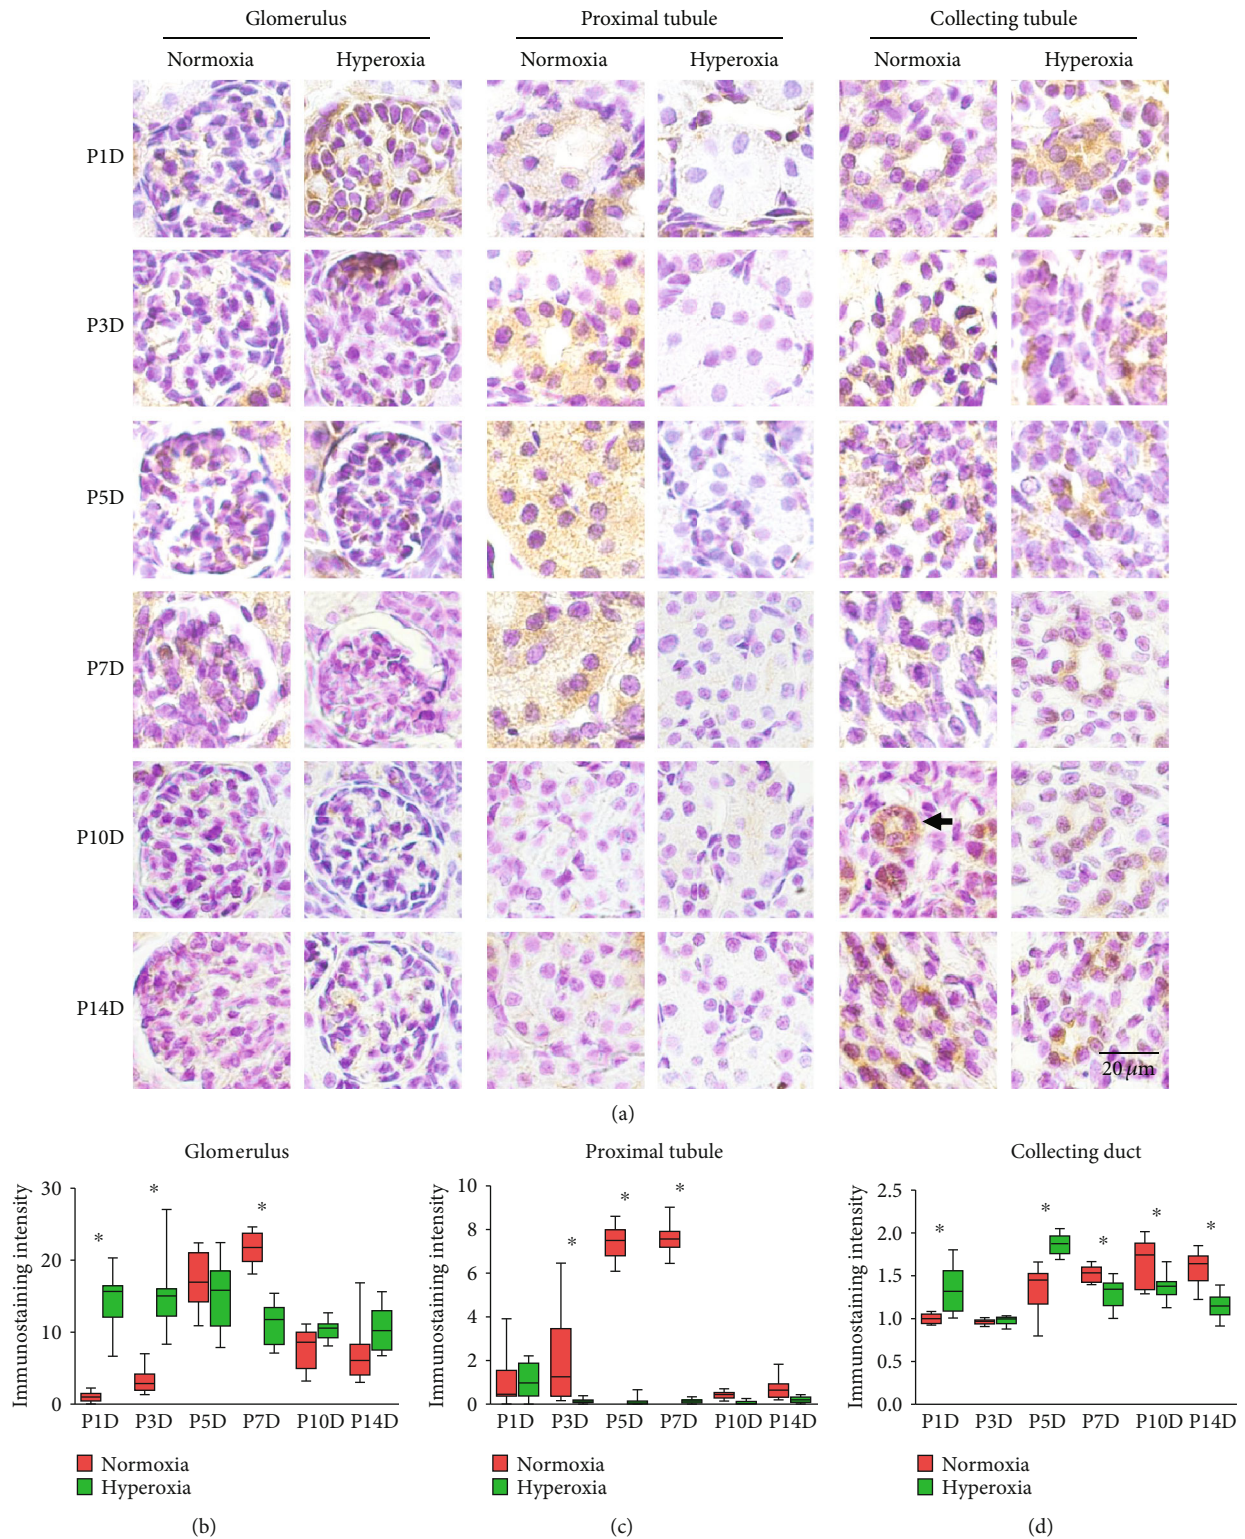 Glomerulus Proximal tubule Collecting tubule
Normoxia Hyperoxia Normoxia Hyperoxia Normoxia Hyperoxia
P1D
P3D
P5D
P7D
P10D
P14D
20 μm
(a)
Glomerulus
Immunostaining intensity
30
20
10
0
* * *
P1D P3D P5D P7D P10D P14D
Normoxia
Hyperoxia
(b)
Proximal tubule
Immunostaining intensity
10
8
6
4
2
0
* * *
P1D P3D P5D P7D P10D P14D
Normoxia
Hyperoxia
(c)
Collecting duct
Immunostaining intensity
2.5
2.0
1.5
1.0
0.5
0.0
* * * * *
P1D P3D P5D P7D P10D P14D
Normoxia
Hyperoxia
(d)